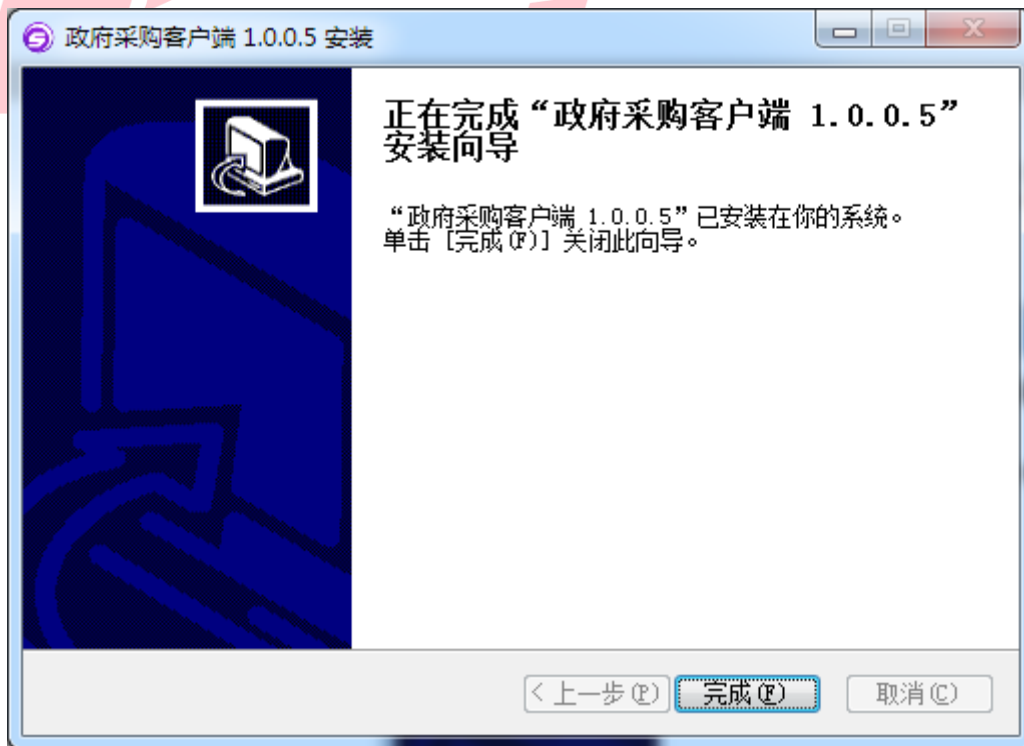 政府采购客户端 1.0.0.5 安装
正在完成“政府采购客户端 1.0.0.5”
安装向导
“政府采购客户端 1.0.0.5”已安装在你的系统。
单击 [完成(F)] 关闭此向导。
< 上一步(P) 完成(F) 取消(C)